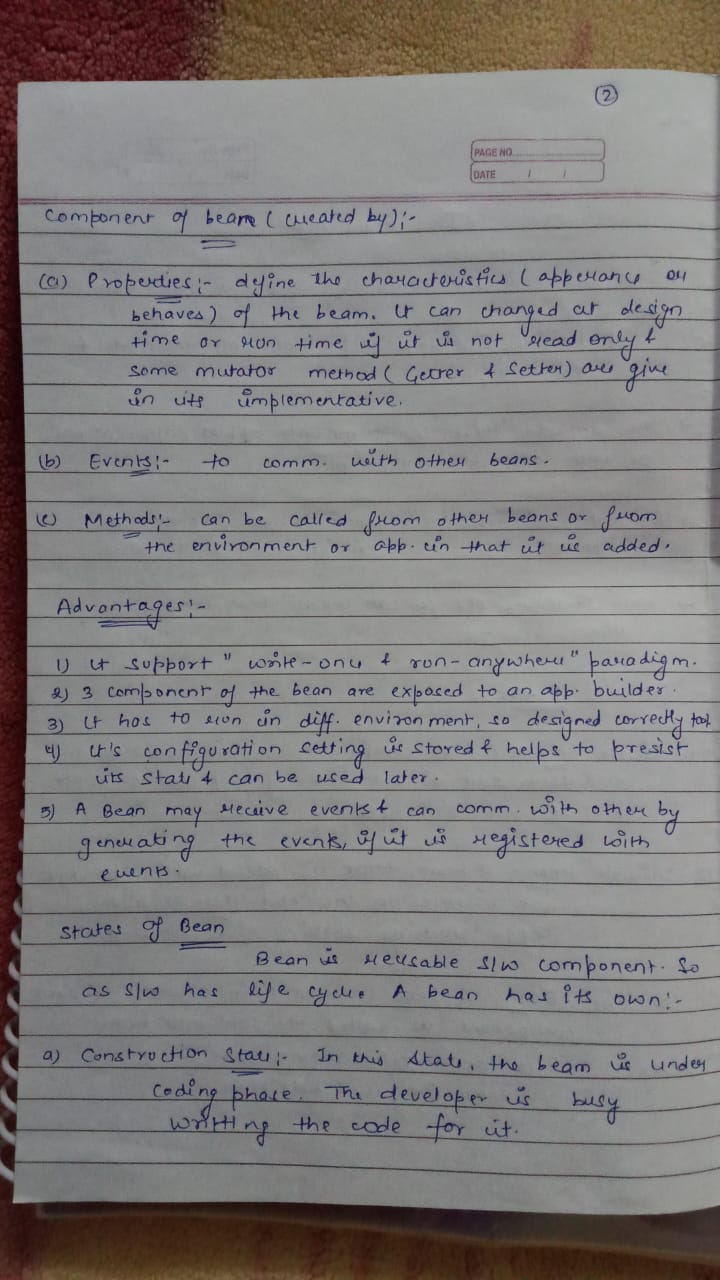 2
PAGE NO.
DATE / /
Component of beam (created by):-
(a) Properties:- define the characteristics (apperance or
behaves) of the beam. It can changed at design
time or run time if it is not read only &
some mutator method (Getter & Setter) are give
in its implementative.
(b) Events:- to comm. with other beans.
(c) Methods:- can be called from other beans or from
the environment or app. in that it is added.
Advantages:-
1) It support "write-once & run-anywhere" paradigm.
2) 3 component of the bean are exposed to an app. builder.
3) It has to run in diff. environment, so designed correctly
4) It's configuration setting is stored & helps to presist
its state & can be used later.
5) A Bean may receive events & can comm. with other by
generating the events, if it is registered with
events.
States of Bean
Bean is reusable S/w component. So
as S/w has life cycle. A bean has its own:-
a) Construction State:- In this state, the beam is under
coding phase. The developer is busy
writting the code for it.